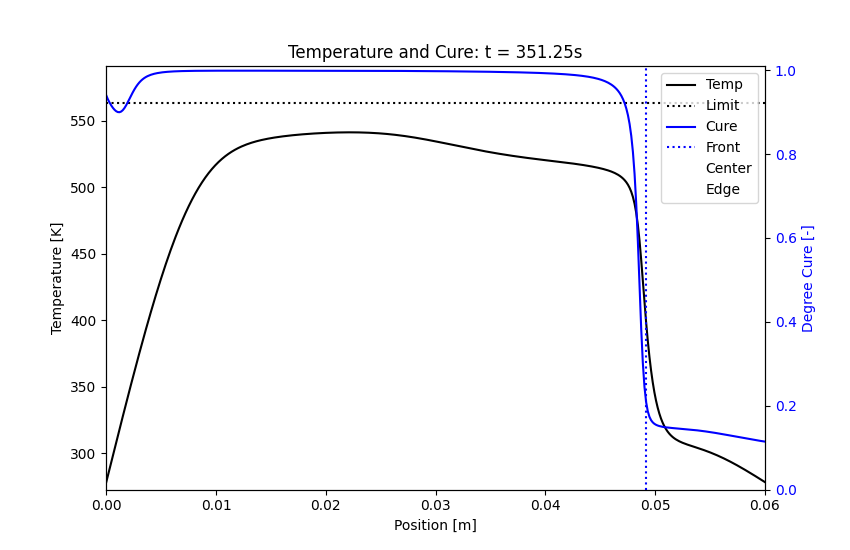 Temperature and Cure: t = 351.25s
Temp
Limit
Cure
Front
Center
Edge
Temperature [K]
550
500
450
400
350
300
Degree Cure [-]
1.0
0.8
0.6
0.4
0.2
0.0
0.00 0.01 0.02 0.03 0.04 0.05 0.06
Position [m]